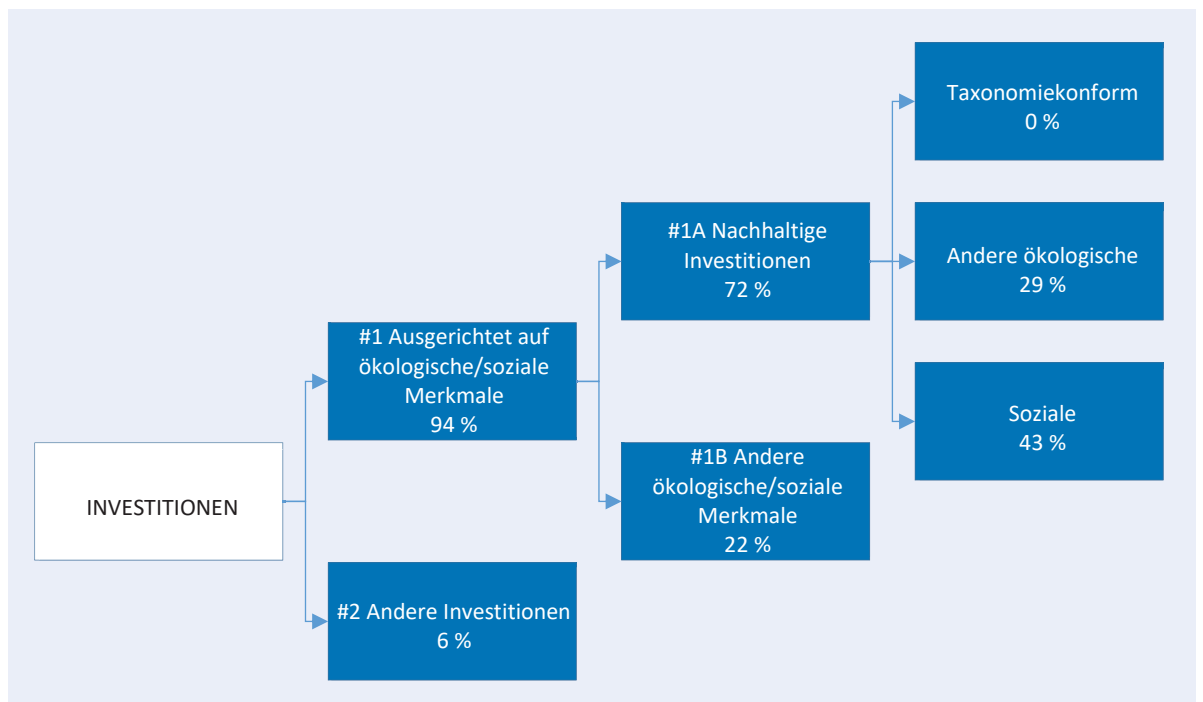 INVESTITIONEN
#1 Ausgerichtet auf
ökologische/soziale
Merkmale
94 %
#2 Andere Investitionen
6 %
#1A Nachhaltige
Investitionen
72 %
#1B Andere
ökologische/soziale
Merkmale
22 %
Taxonomiekonform
0 %
Andere ökologische
29 %
Soziale
43 %